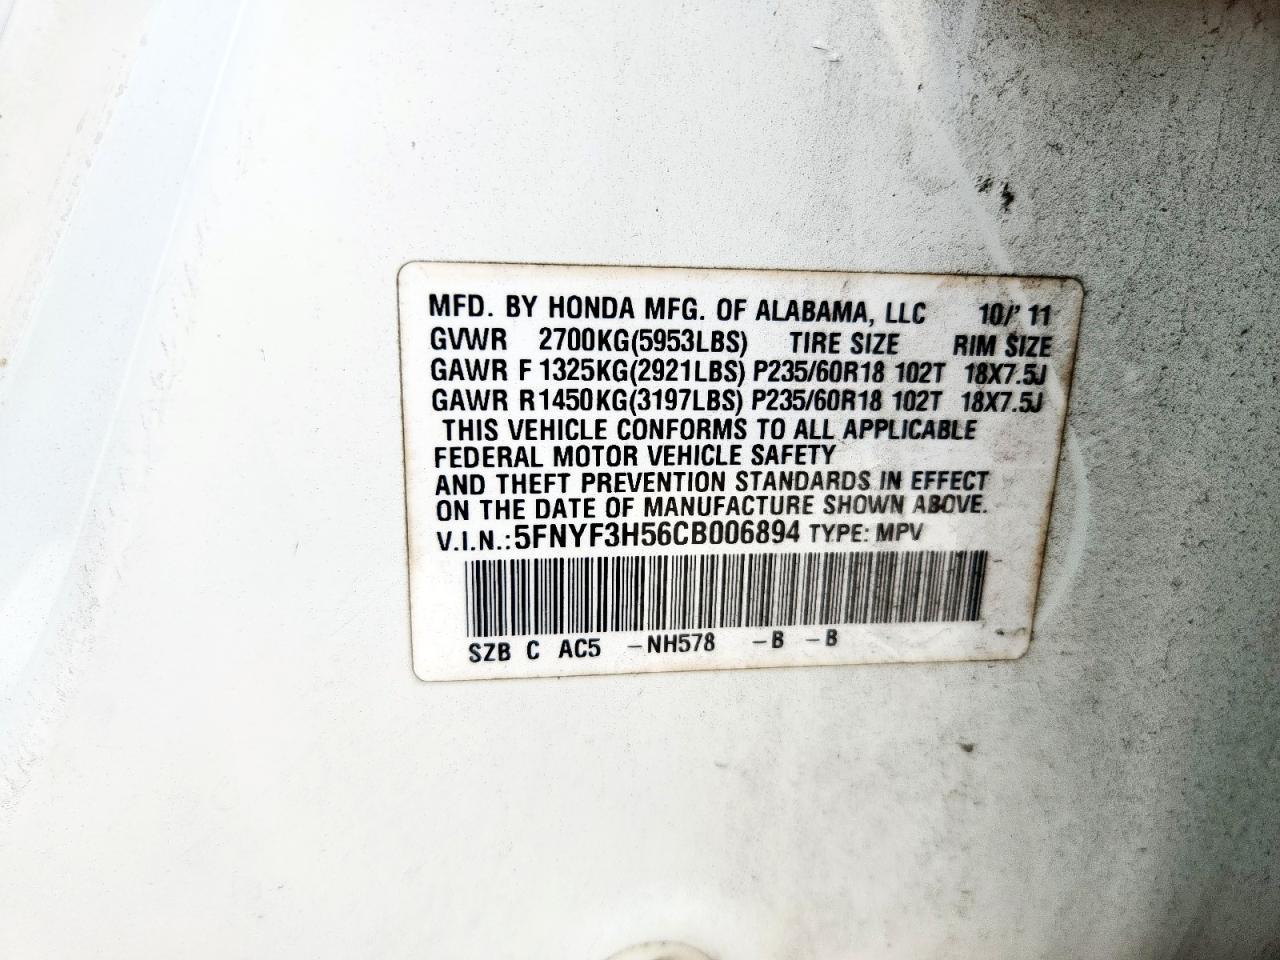 MFD. BY HONDA MFG. OF ALABAMA, LLC 10/'11
GVWR 2700KG(5953LBS) TIRE SIZE RIM SIZE
GAWR F 1325KG(2921LBS) P235/60R18 102T 18X7.5J
GAWR R1450KG(3197LBS) P235/60R18 102T 18X7.5J
THIS VEHICLE CONFORMS TO ALL APPLICABLE
FEDERAL MOTOR VEHICLE SAFETY
AND THEFT PREVENTION STANDARDS IN EFFECT
ON THE DATE OF MANUFACTURE SHOWN ABOVE.
V.I.N.:5FNYF3H56CB006894 TYPE: MPV
SZB C AC5 -NH578 -B -B